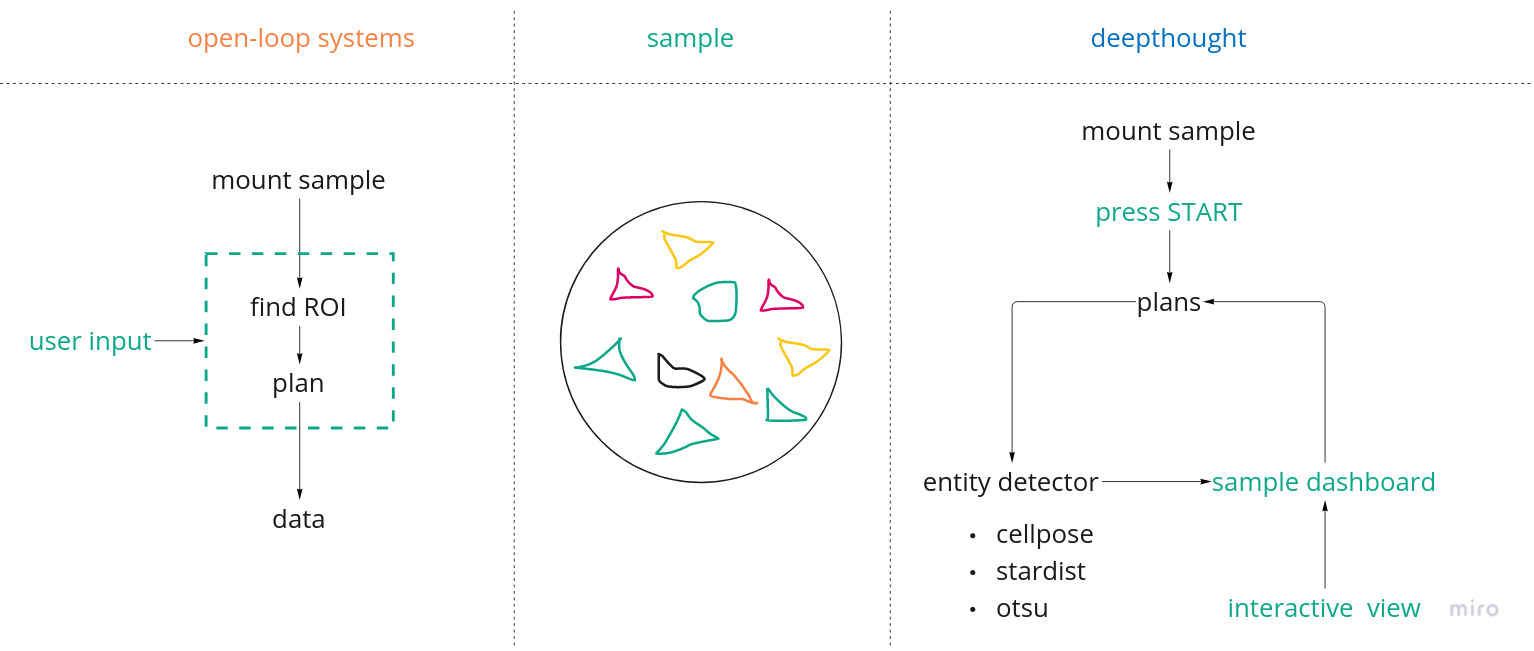 open-loop systems
sample
deepthought
mount sample
find ROI
user input
plan
data
mount sample
press START
plans
entity detector
sample dashboard
• cellpose
• stardist
• otsu
interactive view
miro